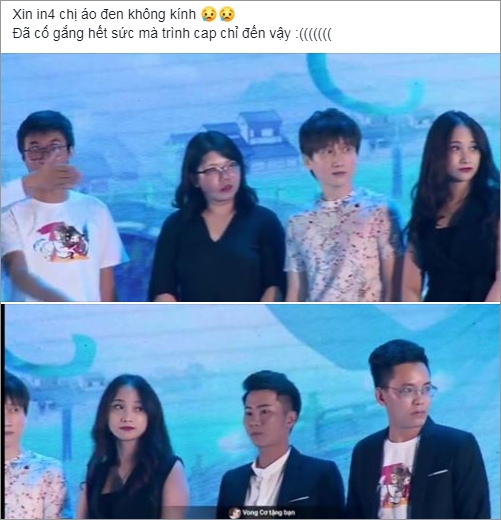 Xin in4 chị áo đen không kính 😢😢
Đã cố gắng hết sức mà trình cap chỉ đến vậy :(((((((
Vong Cơ tặng bạn